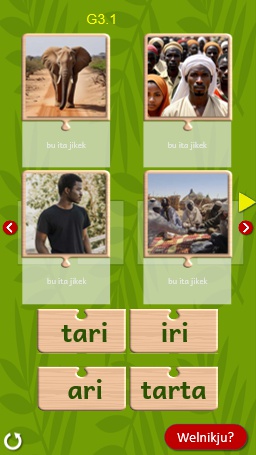 G3.1
bu ita jikek
bu ita jikek
bu ita jikek
bu ita jikek
tari
iri
ari
tarta
Welnikju?